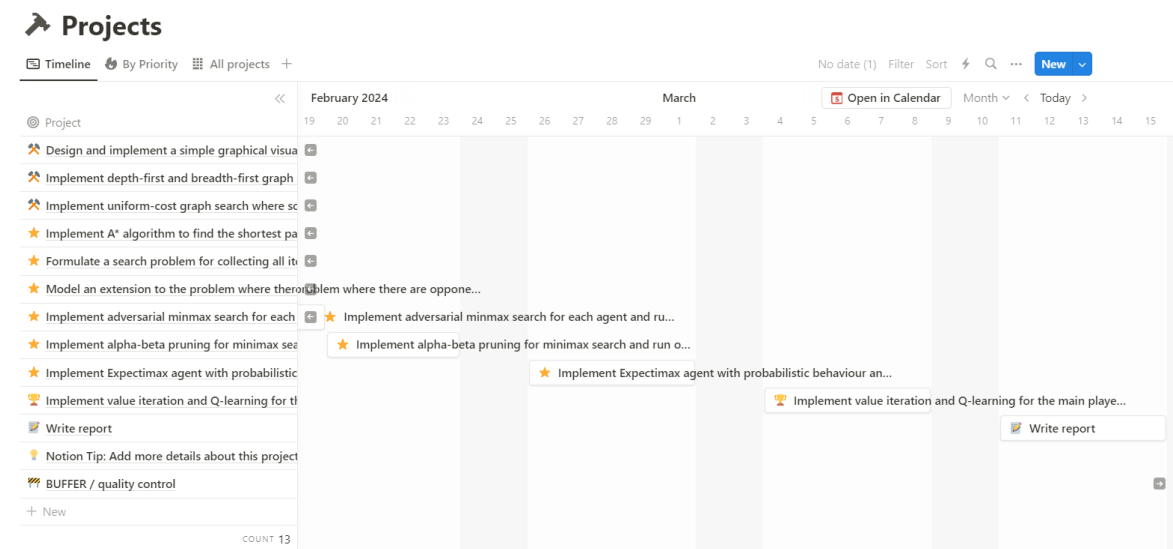 Projects
Timeline By Priority All projects
No date (1) Filter Sort New
February 2024 March Open in Calendar Month Today
Project 19 20 21 22 23 24 25 26 27 28 29 1 2 3 4 5 6 7 8 9 10 11 12 13 14 15
Design and implement a simple graphical visua
Implement depth-first and breadth-first graph
Implement uniform-cost graph search where sc
Implement A* algorithm to find the shortest pa
Formulate a search problem for collecting all it
Model an extension to the problem where ther oblem where there are oppone...
Implement adversarial minmax search for each Implement adversarial minmax search for each agent and ru...
Implement alpha-beta pruning for minimax sea Implement alpha-beta pruning for minimax search and run o...
Implement Expectimax agent with probabilistic Implement Expectimax agent with probabilistic behaviour an...
Implement value iteration and Q-learning for th Implement value iteration and Q-learning for the main playe...
Write report Write report
Notion Tip: Add more details about this project
BUFFER / quality control
New
COUNT 13